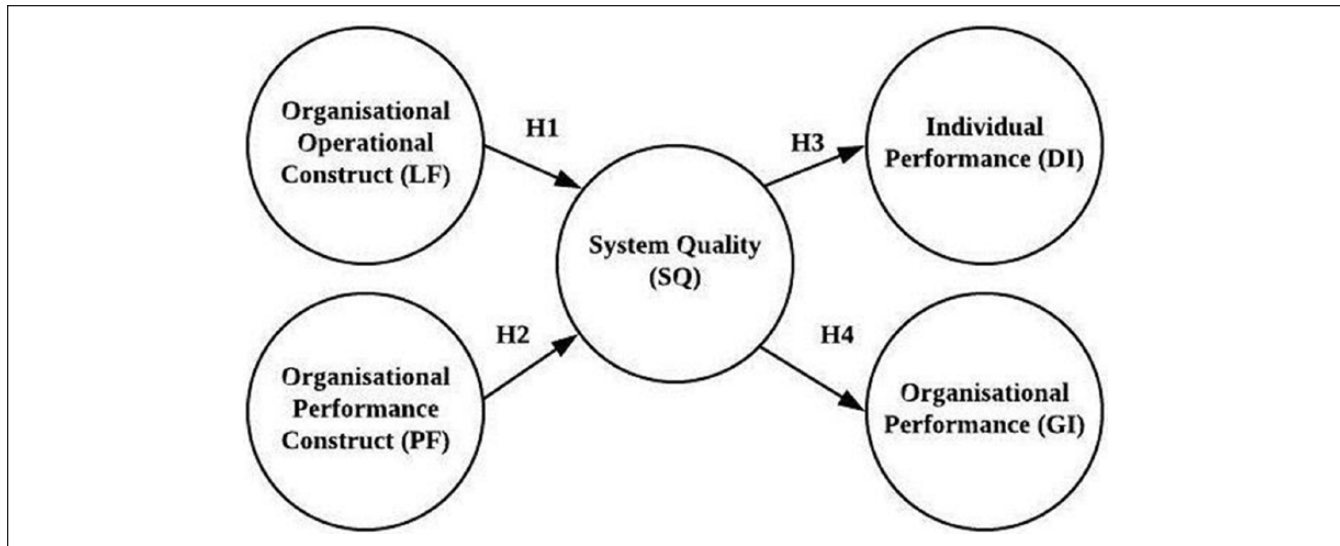 Organisational
Operational
Construct (LF)
H1
Organisational
Performance
Construct (PF)
H2
System Quality
(SQ)
H3
Individual
Performance (DI)
H4
Organisational
Performance (GI)